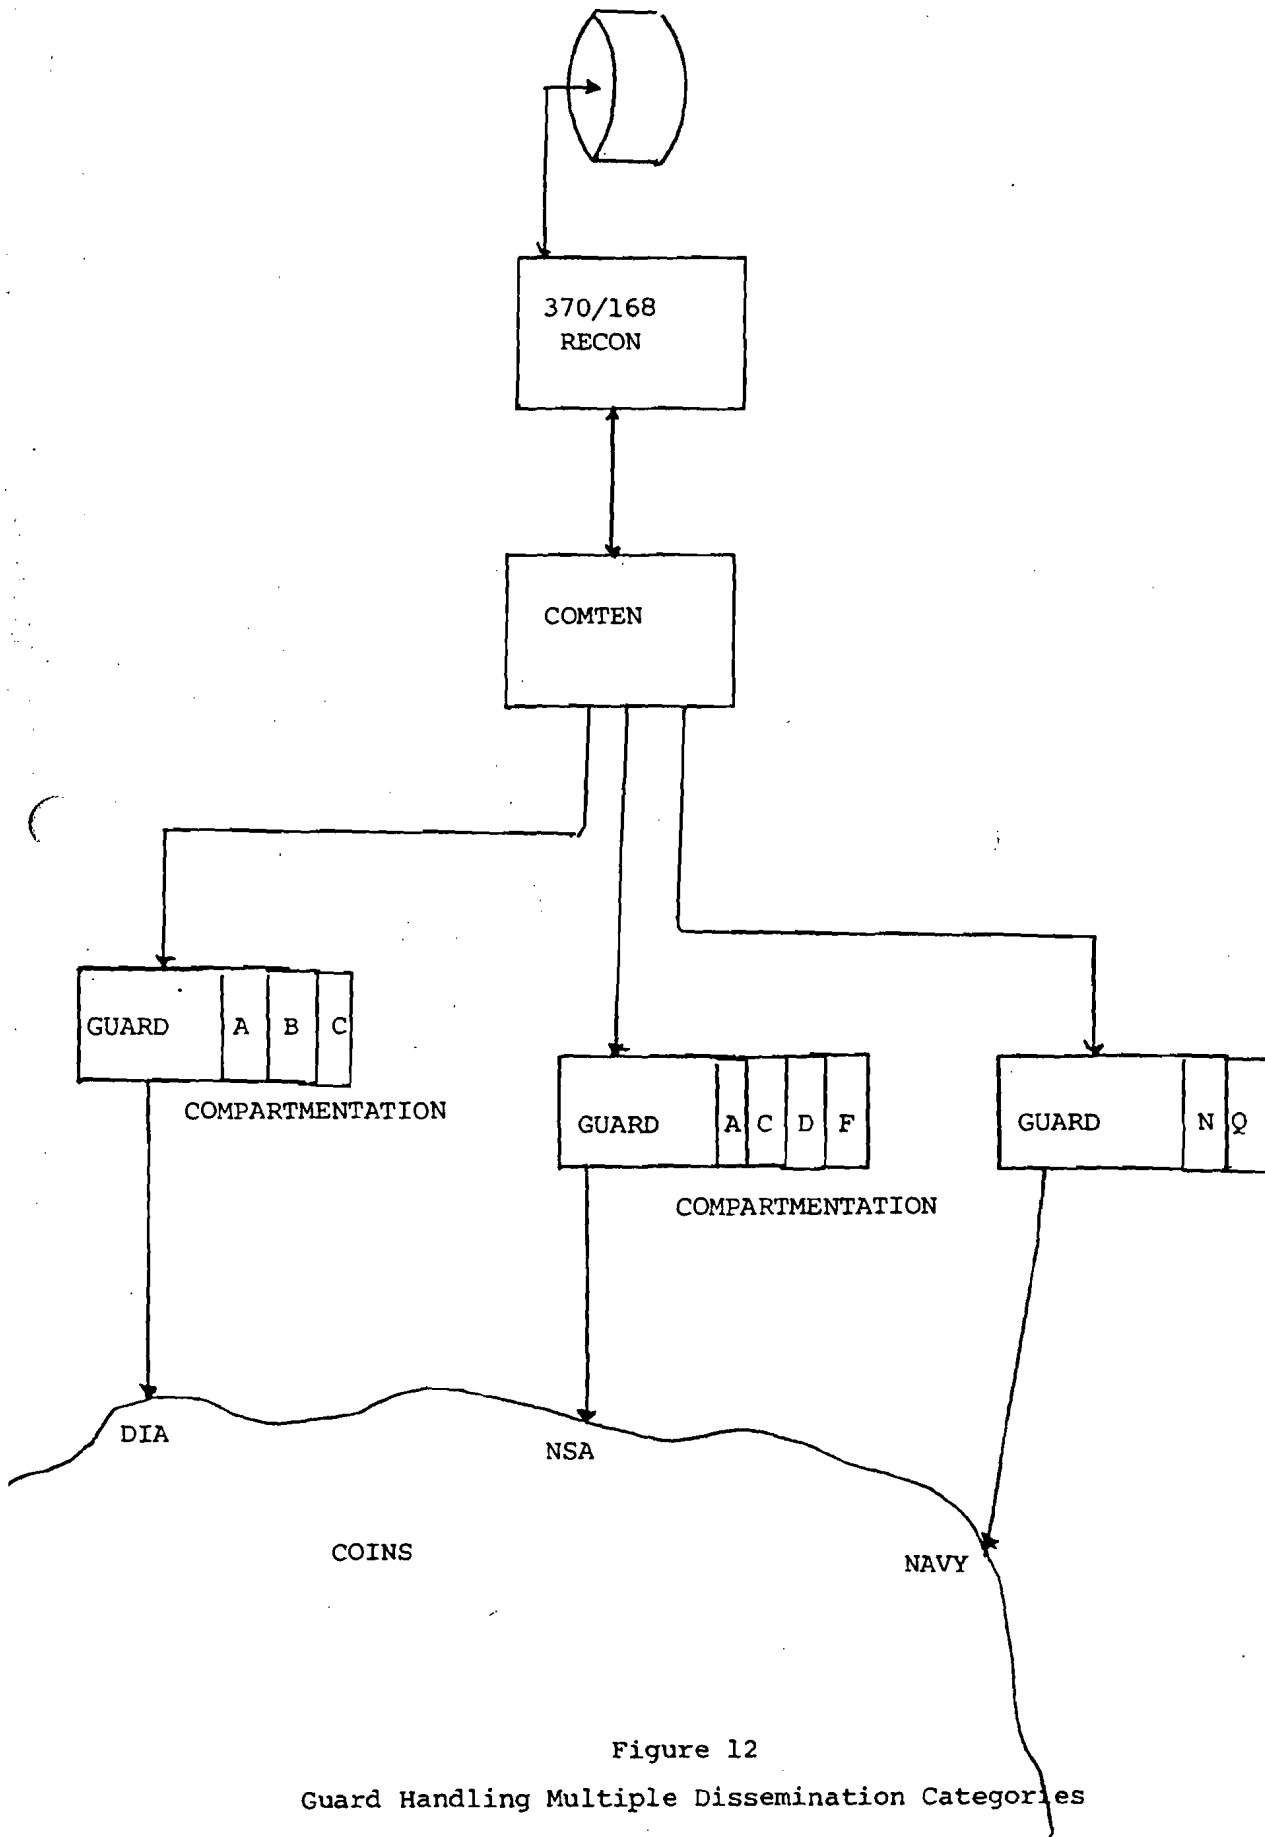 370/168
RECON
COMTEN
GUARD A B C
COMPARTMENTATION
GUARD A C D F
COMPARTMENTATION
GUARD N Q
DIA
NSA
NAVY
COINS
Figure 12
Guard Handling Multiple Dissemination Categories